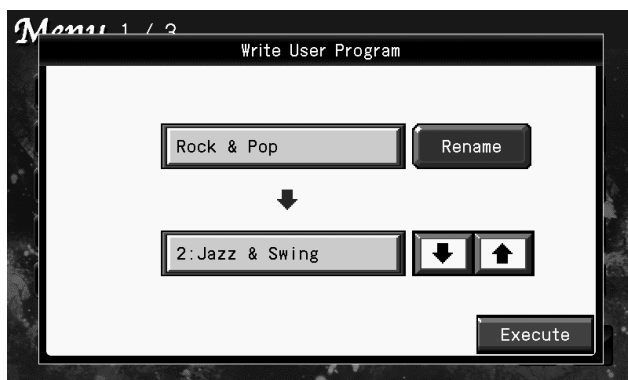 Menu 1 / 3
Write User Program
Rock & Pop
Rename
2:Jazz & Swing
Execute